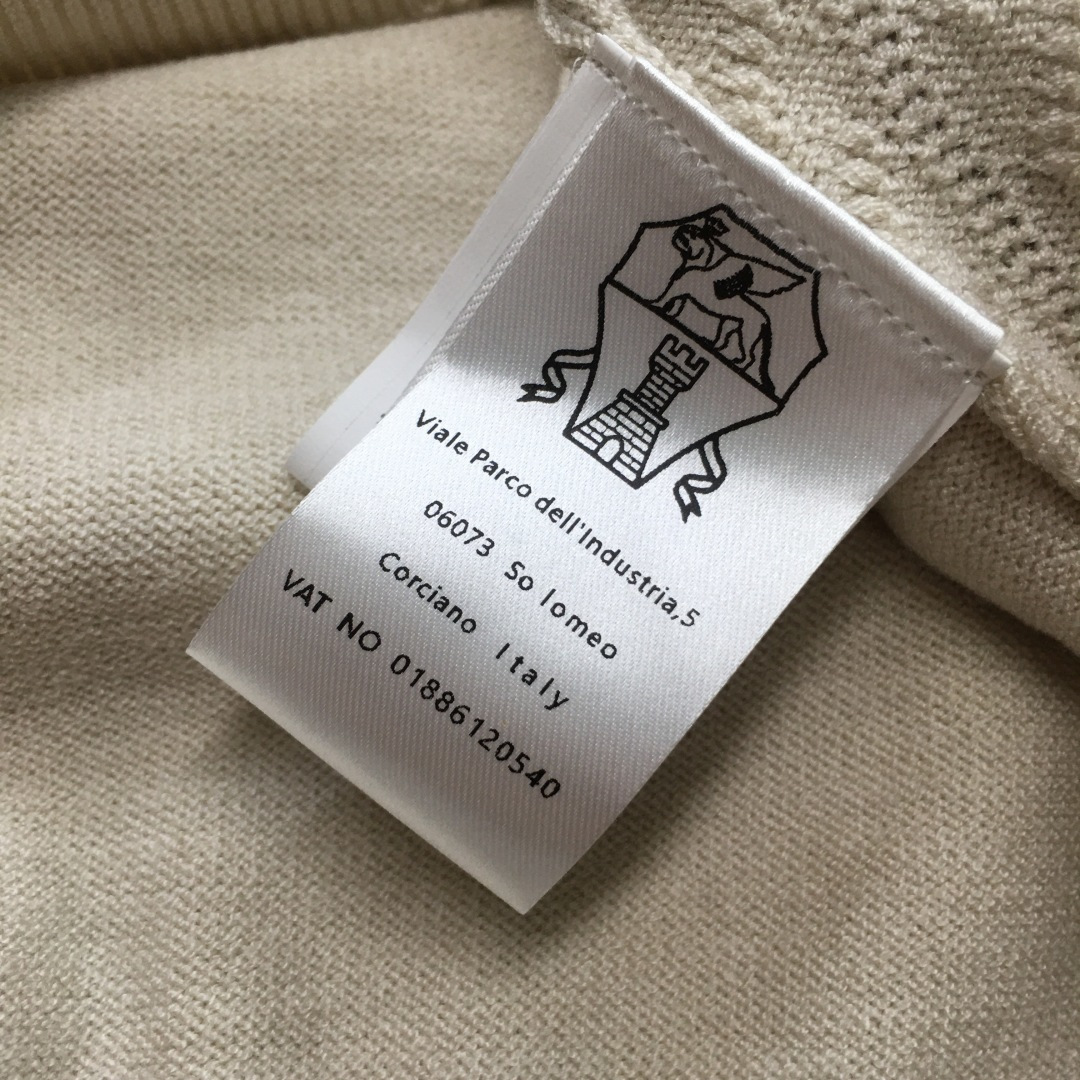 Viale Parco dell'Industria,5
06073 So lomeo
Corciano Italy
VAT NO 01886120540